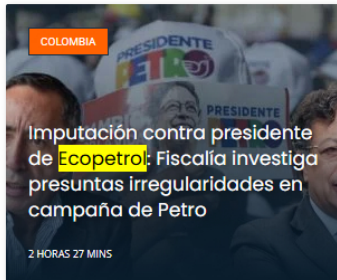 COLOMBIA
PRESIDENTE
PETRO
PRESIDENTE
Imputación contra presidente
de Ecopetrol: Fiscalía investiga
presuntas irregularidades en
campaña de Petro
2 HORAS 27 MINS